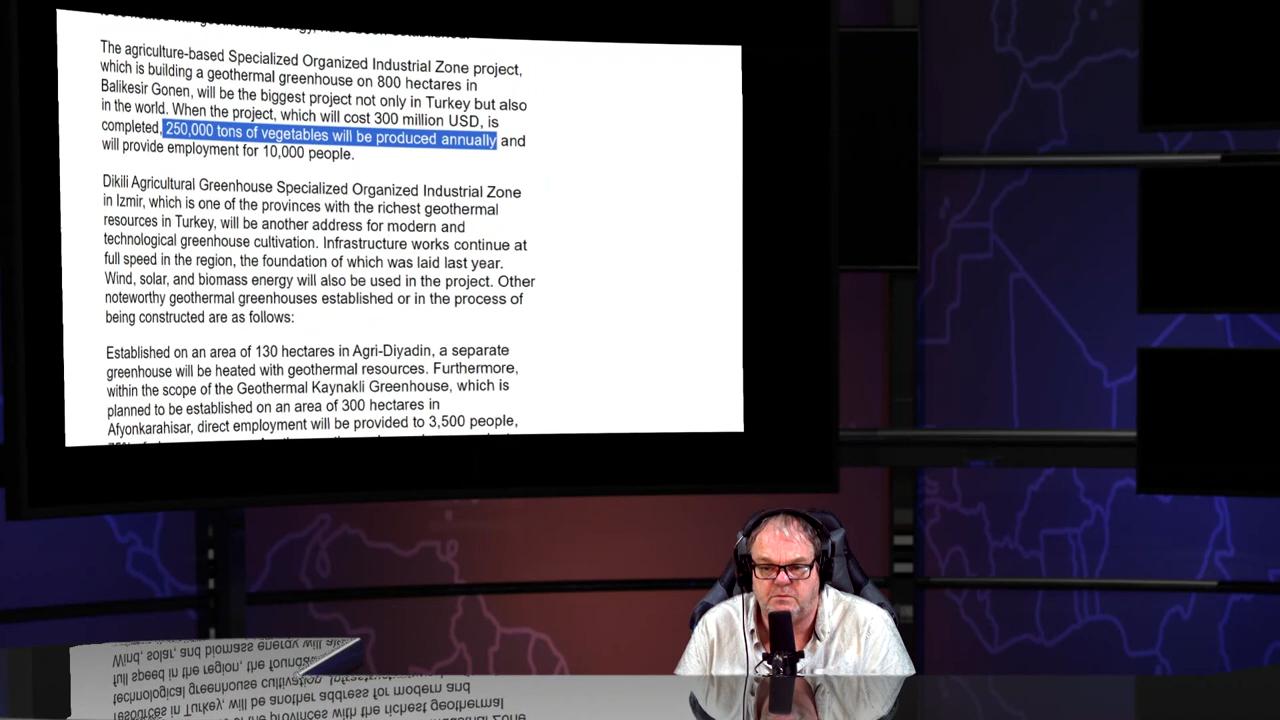 The agriculture-based Specialized Organized Industrial Zone project,
which is building a geothermal greenhouse on 800 hectares in
Balikesir Gonen, will be the biggest project not only in Turkey but also
in the world. When the project, which will cost 300 million USD, is
completed, 250,000 tons of vegetables will be produced annually and
will provide employment for 10,000 people.
Dikili Agricultural Greenhouse Specialized Organized Industrial Zone
in Izmir, which is one of the provinces with the richest geothermal
resources in Turkey, will be another address for modern and
technological greenhouse cultivation. Infrastructure works continue at
full speed in the region, the foundation of which was laid last year.
Wind, solar, and biomass energy will also be used in the project. Other
noteworthy geothermal greenhouses established or in the process of
being constructed are as follows:
Established on an area of 130 hectares in Agri-Diyadin, a separate
greenhouse will be heated with geothermal resources. Furthermore,
within the scope of the Geothermal Kaynakli Greenhouse, which is
planned to be established on an area of 300 hectares in
Afyonkarahisar, direct employment will be provided to 3,500 people,